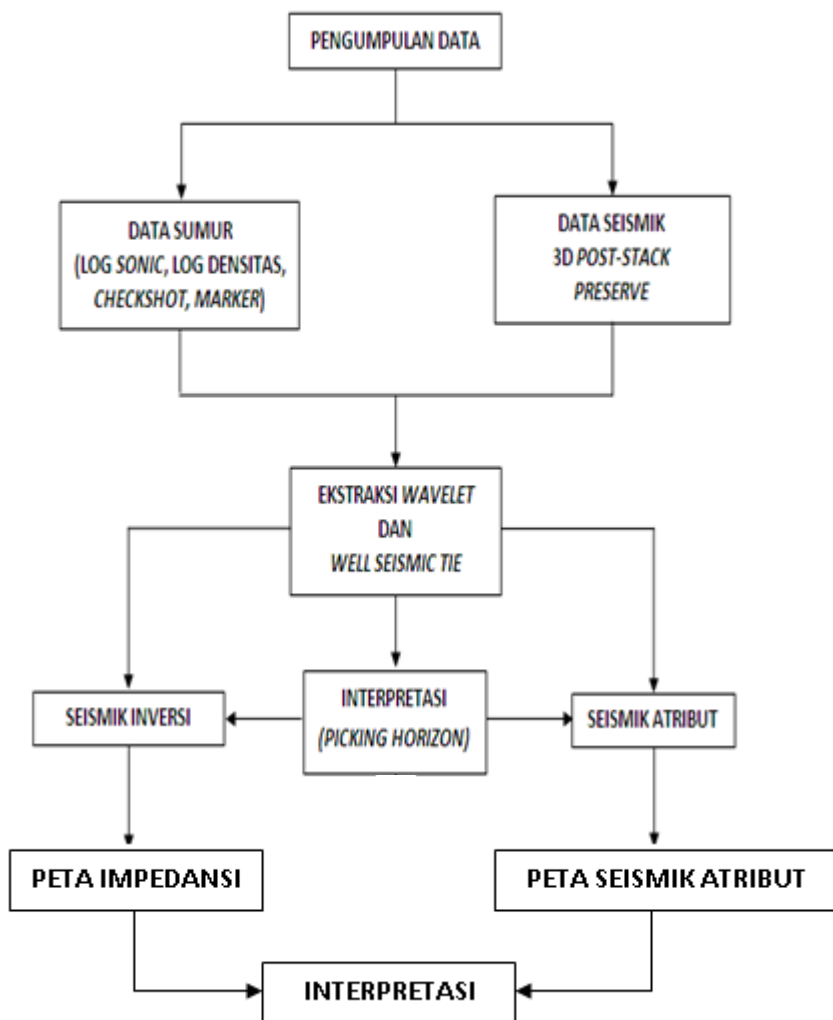 PENGUMPULAN DATA
DATA SUMUR
(LOG SONIC, LOG DENSITAS,
CHECKSHOT, MARKER)
DATA SEISMIK
3D POST-STACK
PRESERVE
EKSTRAKSI WAVELET
DAN
WELL SEISMIC TIE
SEISMIK INVERSI
INTERPRETASI
(PICKING HORIZON)
SEISMIK ATRIBUT
PETA IMPEDANSI
PETA SEISMIK ATRIBUT
INTERPRETASI